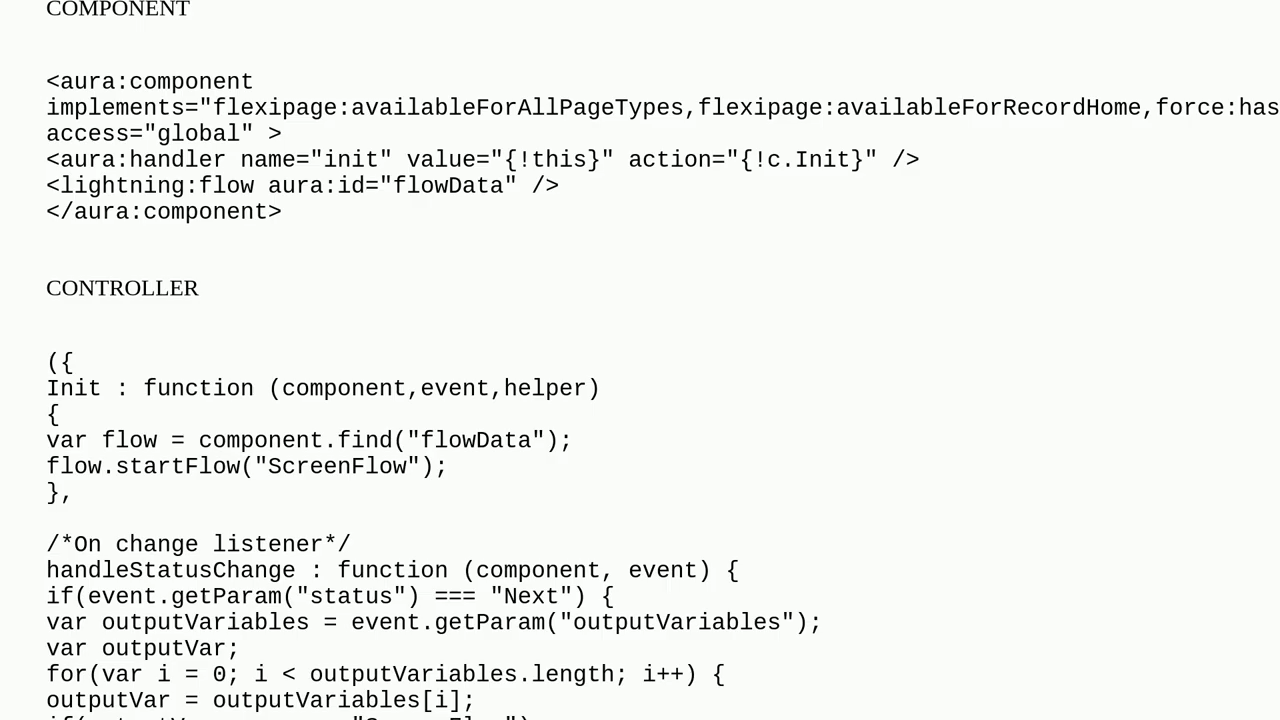 COMPONENT
<aura:component
implements="flexipage:availableForAllPageTypes,flexipage:availableForRecordHome,force:has
access="global" >
<aura:handler name="init" value="{!this}" action="{!c.Init}" />
<lightning:flow aura:id="flowData" />
</aura:component>
CONTROLLER
({
Init : function (component,event,helper)
{
var flow = component.find("flowData");
flow.startFlow("ScreenFlow");
},
/*On change listener*/
handleStatusChange : function (component, event) {
if(event.getParam("status") === "Next") {
var outputVariables = event.getParam("outputVariables");
var outputVar;
for(var i = 0; i < outputVariables.length; i++) {
outputVar = outputVariables[i];